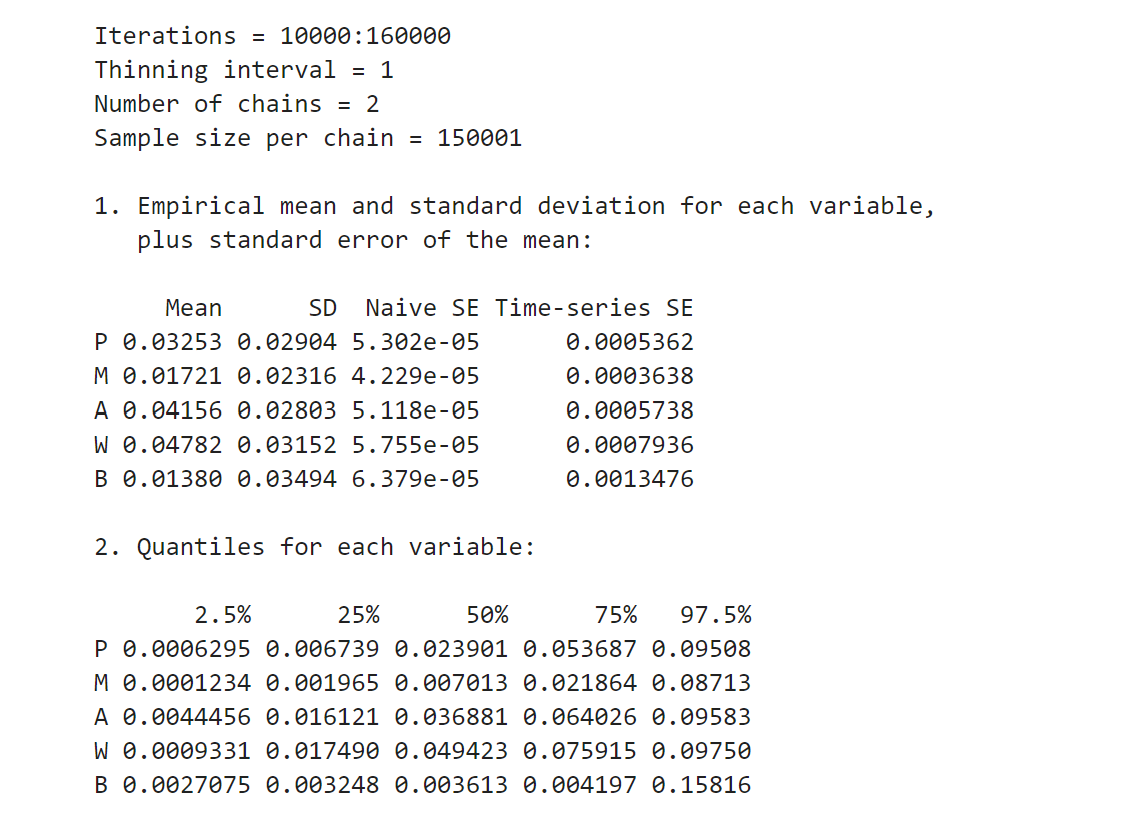 Iterations = 10000:160000
Thinning interval = 1
Number of chains = 2
Sample size per chain = 150001

1. Empirical mean and standard deviation for each variable,
   plus standard error of the mean:

     Mean      SD  Naive SE Time-series SE
P 0.03253 0.02904 5.302e-05      0.0005362
M 0.01721 0.02316 4.229e-05      0.0003638
A 0.04156 0.02803 5.118e-05      0.0005738
W 0.04782 0.03152 5.755e-05      0.0007936
B 0.01380 0.03494 6.379e-05      0.0013476

2. Quantiles for each variable:

       2.5%      25%      50%      75%   97.5%
P 0.0006295 0.006739 0.023901 0.053687 0.09508
M 0.0001234 0.001965 0.007013 0.021864 0.08713
A 0.0044456 0.016121 0.036881 0.064026 0.09583
W 0.0009331 0.017490 0.049423 0.075915 0.09750
B 0.0027075 0.003248 0.003613 0.004197 0.15816